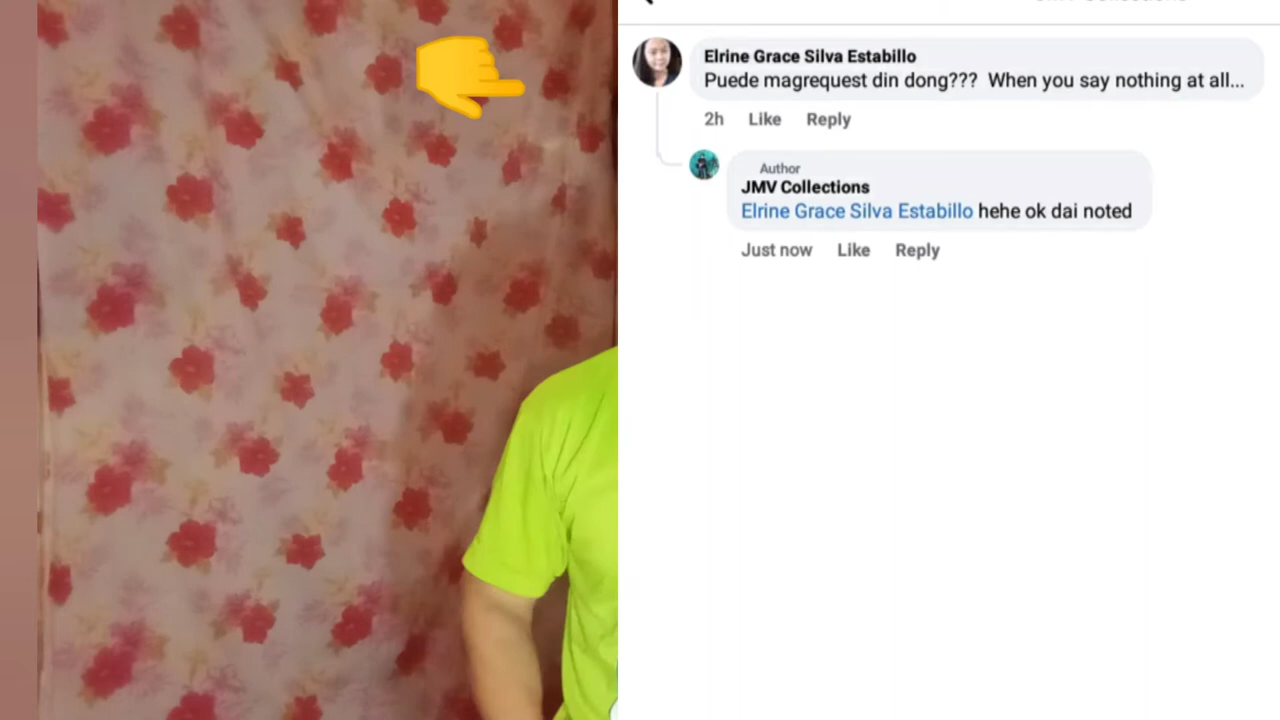 Elrine Grace Silva Estabillo
Puede magrequest din dong??? When you say nothing at all...
2h Like Reply
Author
JMV Collections
Elrine Grace Silva Estabillo hehe ok dai noted
Just now Like Reply